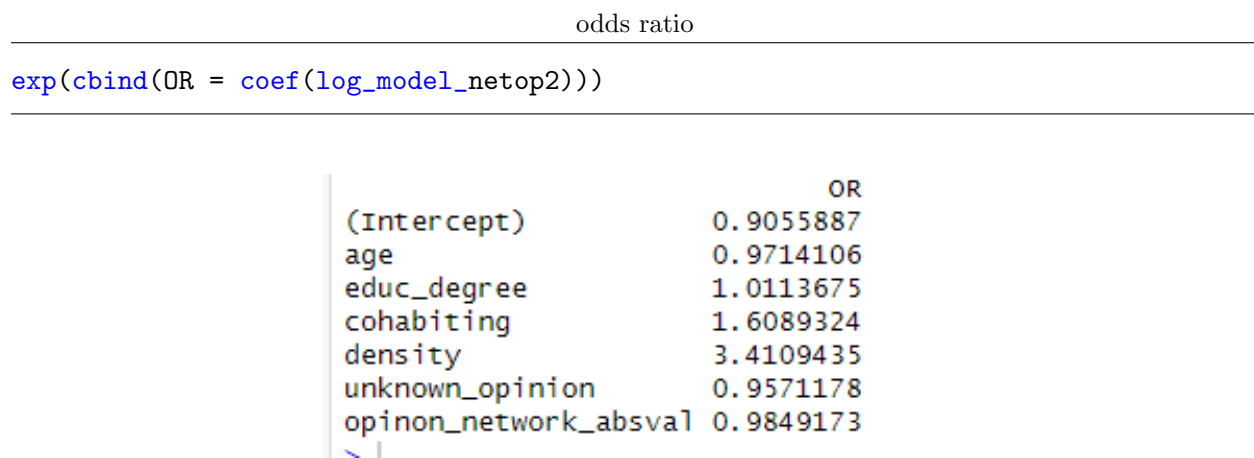 odds ratio
exp(cbind(OR = coef(log_model_netop2)))
OR
(Intercept) 0.9055887
age 0.9714106
educ_degree 1.0113675
cohabiting 1.6089324
density 3.4109435
unknown_opinion 0.9571178
opinon_network_absval 0.9849173
>